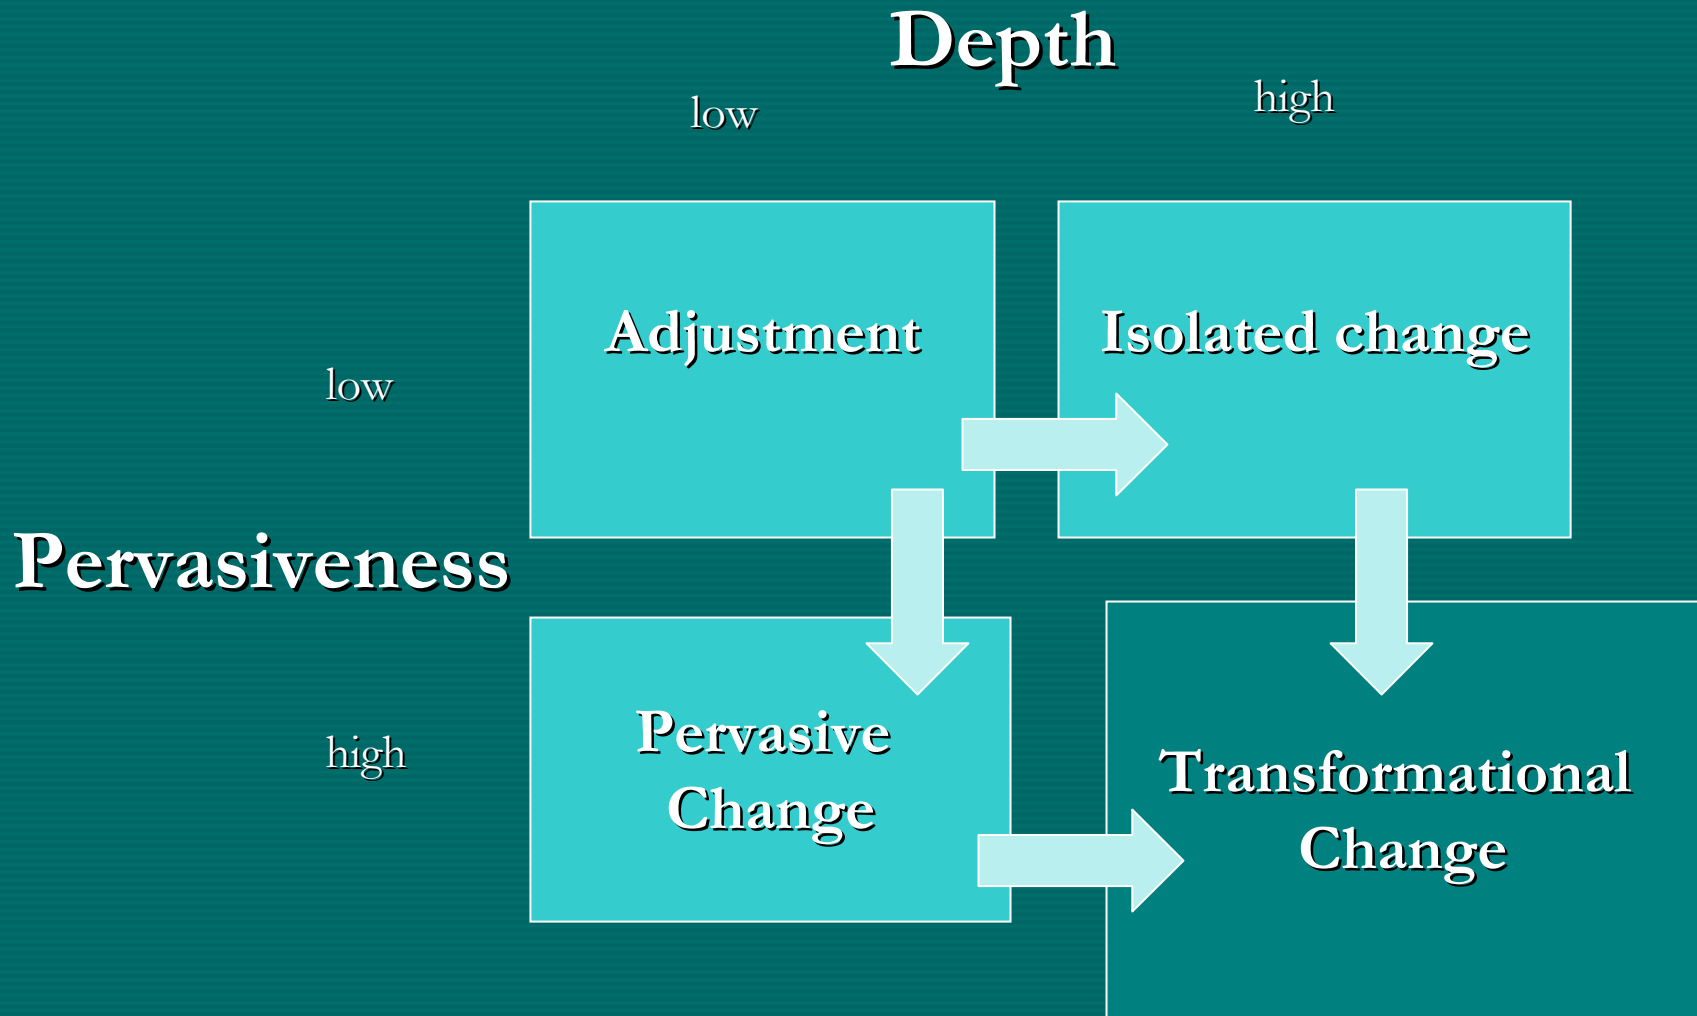 Depth
low
high
Adjustment
Isolated change
low
Pervasiveness
Pervasive
Change
high
Transformational
Change